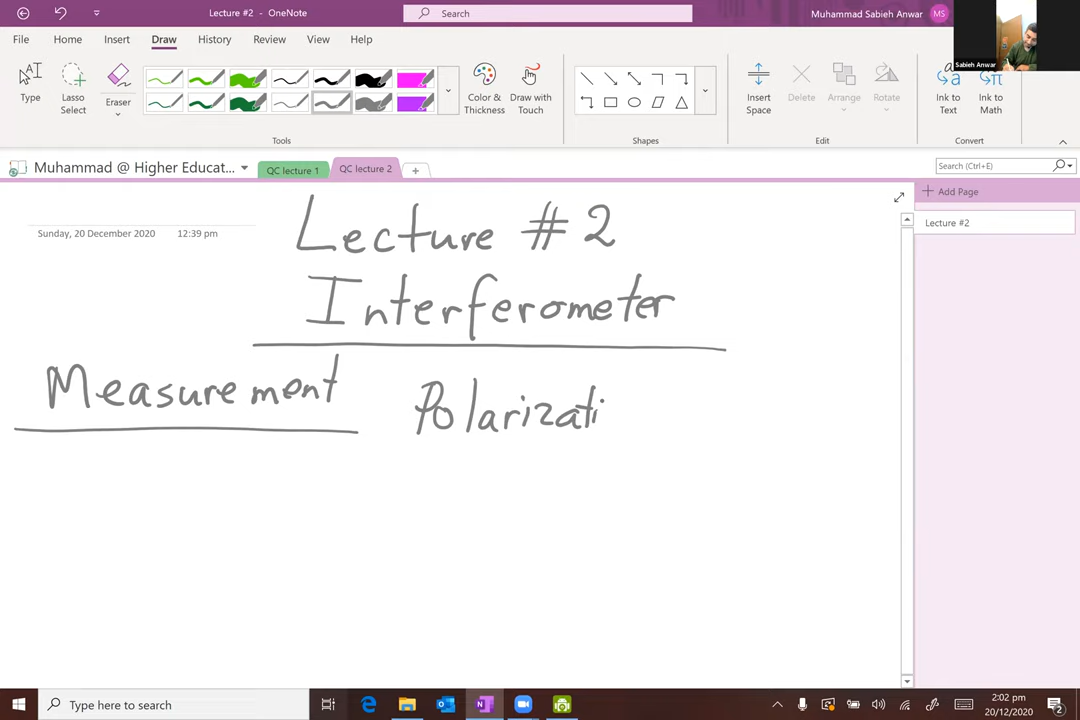 Lecture #2 - OneNote
Search
Muhammad Sabieh Anwar
MS
Sabieh Anwar
File Home Insert Draw History Review View Help
Type
Lasso Select
Eraser
Color & Thickness
Draw with Touch
Insert Space
Delete
Arrange
Rotate
Ink to Text
Ink to Math
Tools
Shapes
Edit
Convert
Muhammad @ Higher Educat...
QC lecture 1
QC lecture 2
Search (Ctrl+E)
Add Page
Lecture #2
Sunday, 20 December 2020 12:39 pm
Lecture #2
Interferometer
Measurement Polarizati
Type here to search
2:02 pm
20/12/2020
2